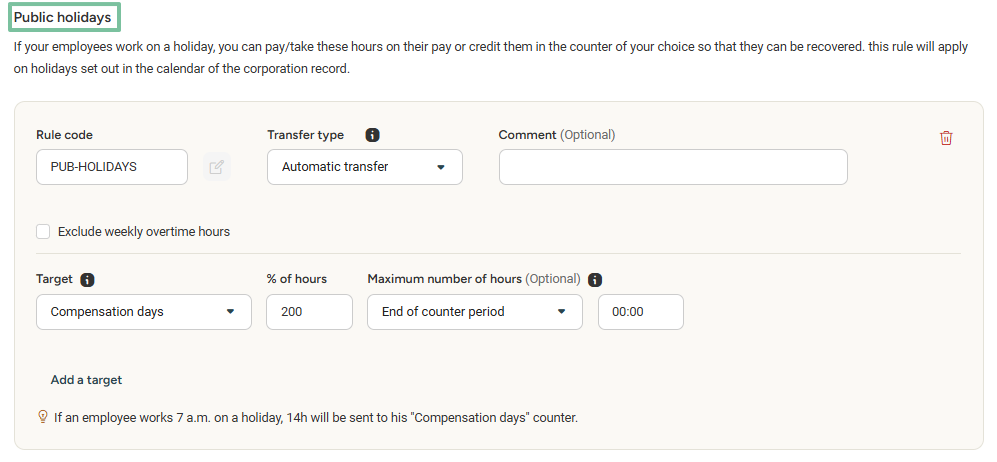 Public holidays
If your employees work on a holiday, you can pay/take these hours on their pay or credit them in the counter of your choice so that they can be recovered. this rule will apply
on holidays set out in the calendar of the corporation record.
Rule code
Transfer type
Comment (Optional)
PUB-HOLIDAYS
Automatic transfer
Exclude weekly overtime hours
Target
% of hours
Maximum number of hours (Optional)
Compensation days
200
End of counter period
00:00
Add a target
If an employee works 7 a.m. on a holiday, 14h will be sent to his "Compensation days" counter.